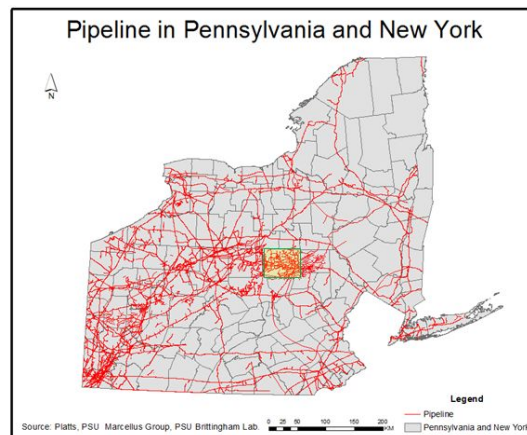 Pipeline in Pennsylvania and New York
N
Legend
Pipeline
Pennsylvania and New York
Source: Platts, PSU Marcellus Group, PSU Brittingham Lab.
0 25 50 100 150 200
KM